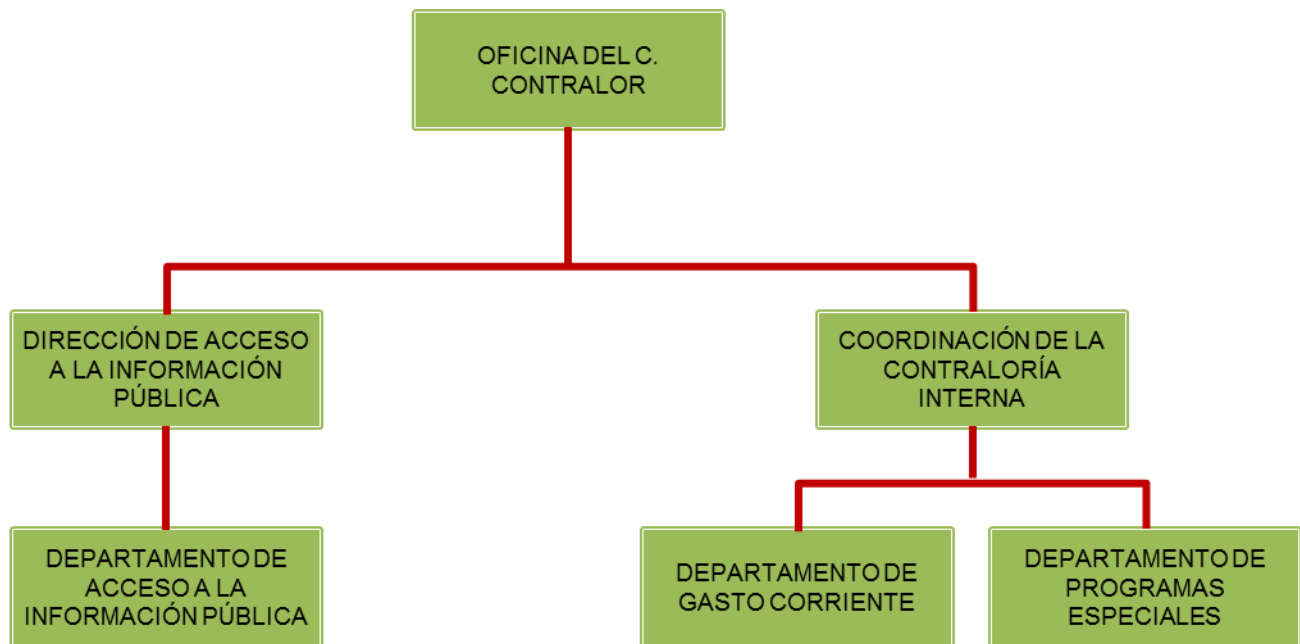 OFICINA DEL C.
CONTRALOR
DIRECCIÓN DE ACCESO
A LA INFORMACIÓN
PÚBLICA
COORDINACIÓN DE LA
CONTRALORÍA
INTERNA
DEPARTAMENTO DE
ACCESO A LA
INFORMACIÓN PÚBLICA
DEPARTAMENTO DE
GASTO CORRIENTE
DEPARTAMENTO DE
PROGRAMAS
ESPECIALES